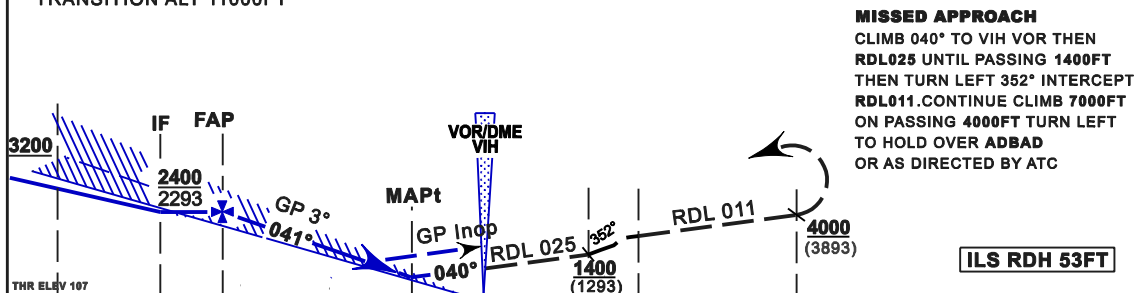 TRANSITION ALT 11000FT
MISSED APPROACH
CLIMB 040° TO VIH VOR THEN
RDL025 UNTIL PASSING 1400FT
THEN TURN LEFT 352° INTERCEPT
RDL011.CONTINUE CLIMB 7000FT
ON PASSING 4000FT TURN LEFT
TO HOLD OVER ADBAD
OR AS DIRECTED BY ATC
IF
FAP
VOR/DME
VIH
3200
2400
2293
MAPt
GP 3°
041°
GP Inop
040°
RDL 025
352°
RDL 011
1400
(1293)
4000
(3893)
ILS RDH 53FT
THR ELEV 107